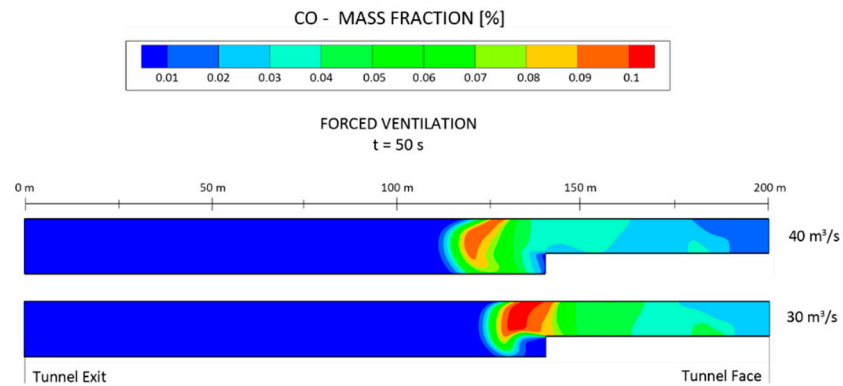 CO - MASS FRACTION [%]
0.01 0.02 0.03 0.04 0.05 0.06 0.07 0.08 0.09 0.1
FORCED VENTILATION
t = 50 s
0 m 50 m 100 m 150 m 200 m
40 m³/s
30 m³/s
Tunnel Exit Tunnel Face